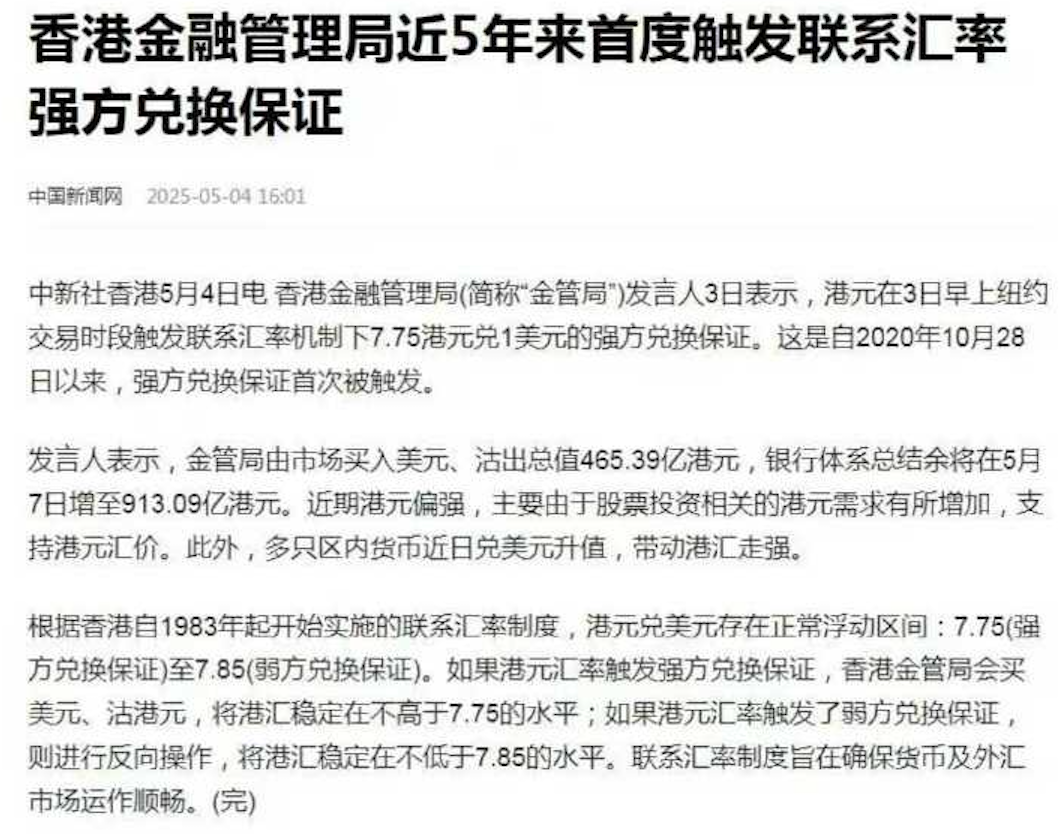 香港金融管理局近5年来首度触发联系汇率
强方兑换保证
中国新闻网 2025-05-04 16:01
中新社香港5月4日电 香港金融管理局(简称“金管局”)发言人3日表示，港元在3日早上纽约
交易时段触发联系汇率机制下7.75港元兑1美元的强方兑换保证。这是自2020年10月28
日以来，强方兑换保证首次被触发。
发言人表示，金管局由市场买入美元、沽出总值465.39亿港元，银行体系总结余将在5月
7日增至913.09亿港元。近期港元偏强，主要由于股票投资相关的港元需求有所增加，支
持港元汇价。此外，多只区内货币近日兑美元升值，带动港汇走强。
根据香港自1983年起开始实施的联系汇率制度，港元兑美元存在正常浮动区间：7.75(强
方兑换保证)至7.85(弱方兑换保证)。如果港元汇率触发强方兑换保证，香港金管局会买
美元、沽港元，将港汇稳定在不高于7.75的水平；如果港元汇率触发了弱方兑换保证，
则进行反向操作，将港汇稳定在不低于7.85的水平。联系汇率制度旨在确保货币及外汇
市场运作顺畅。(完)